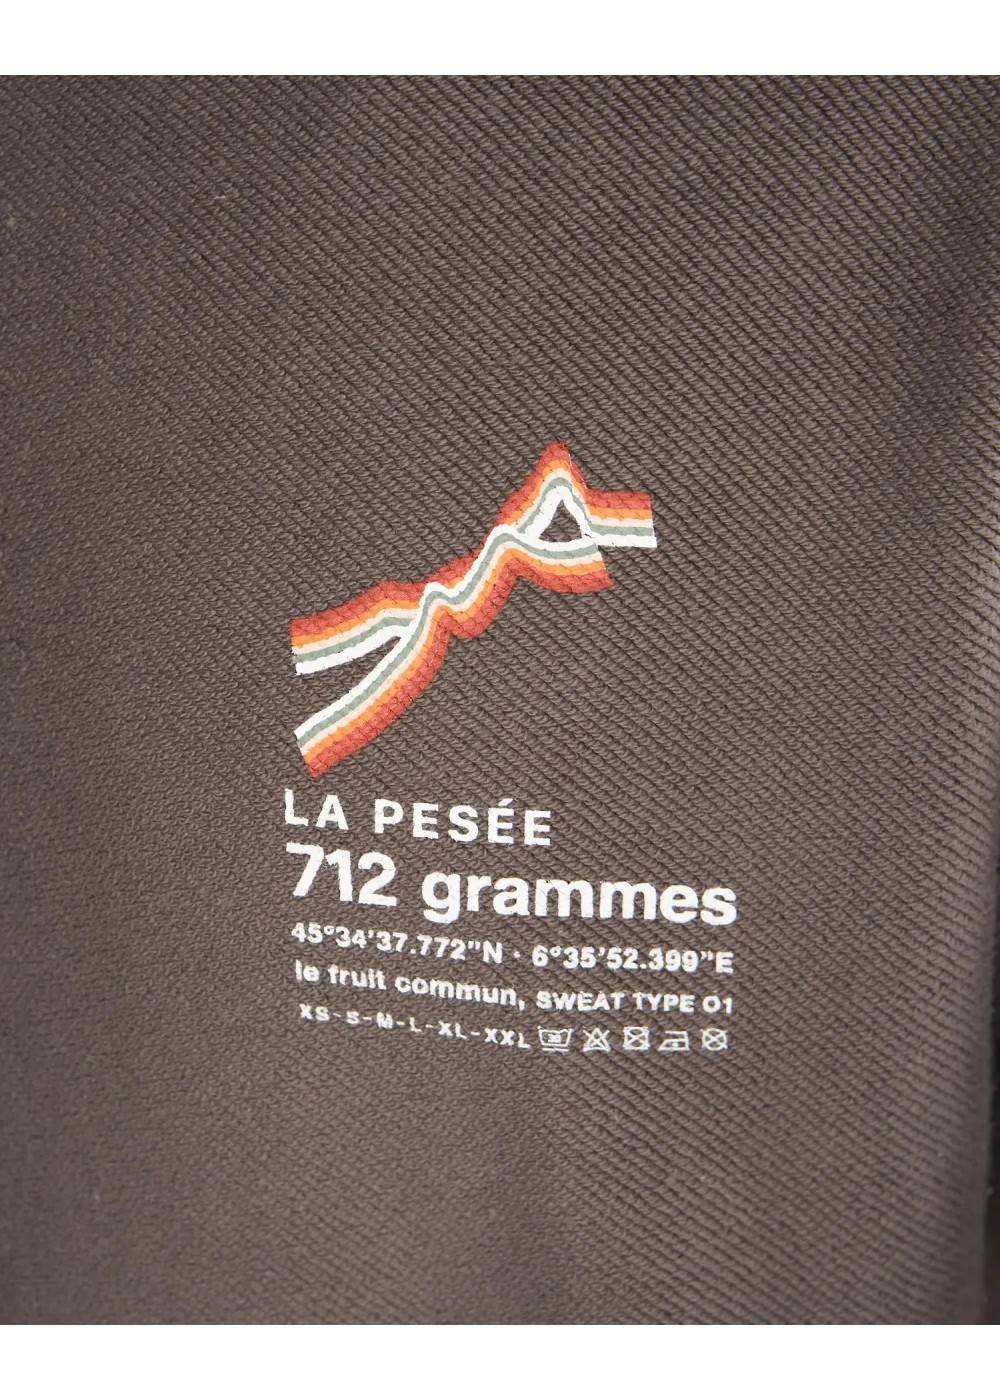 LA PESÉE
712 grammes
45°34'37.772"N · 6°35'52.399"E
le fruit commun, SWEAT TYPE 01
XS-S-M-L-XL-XXL 30